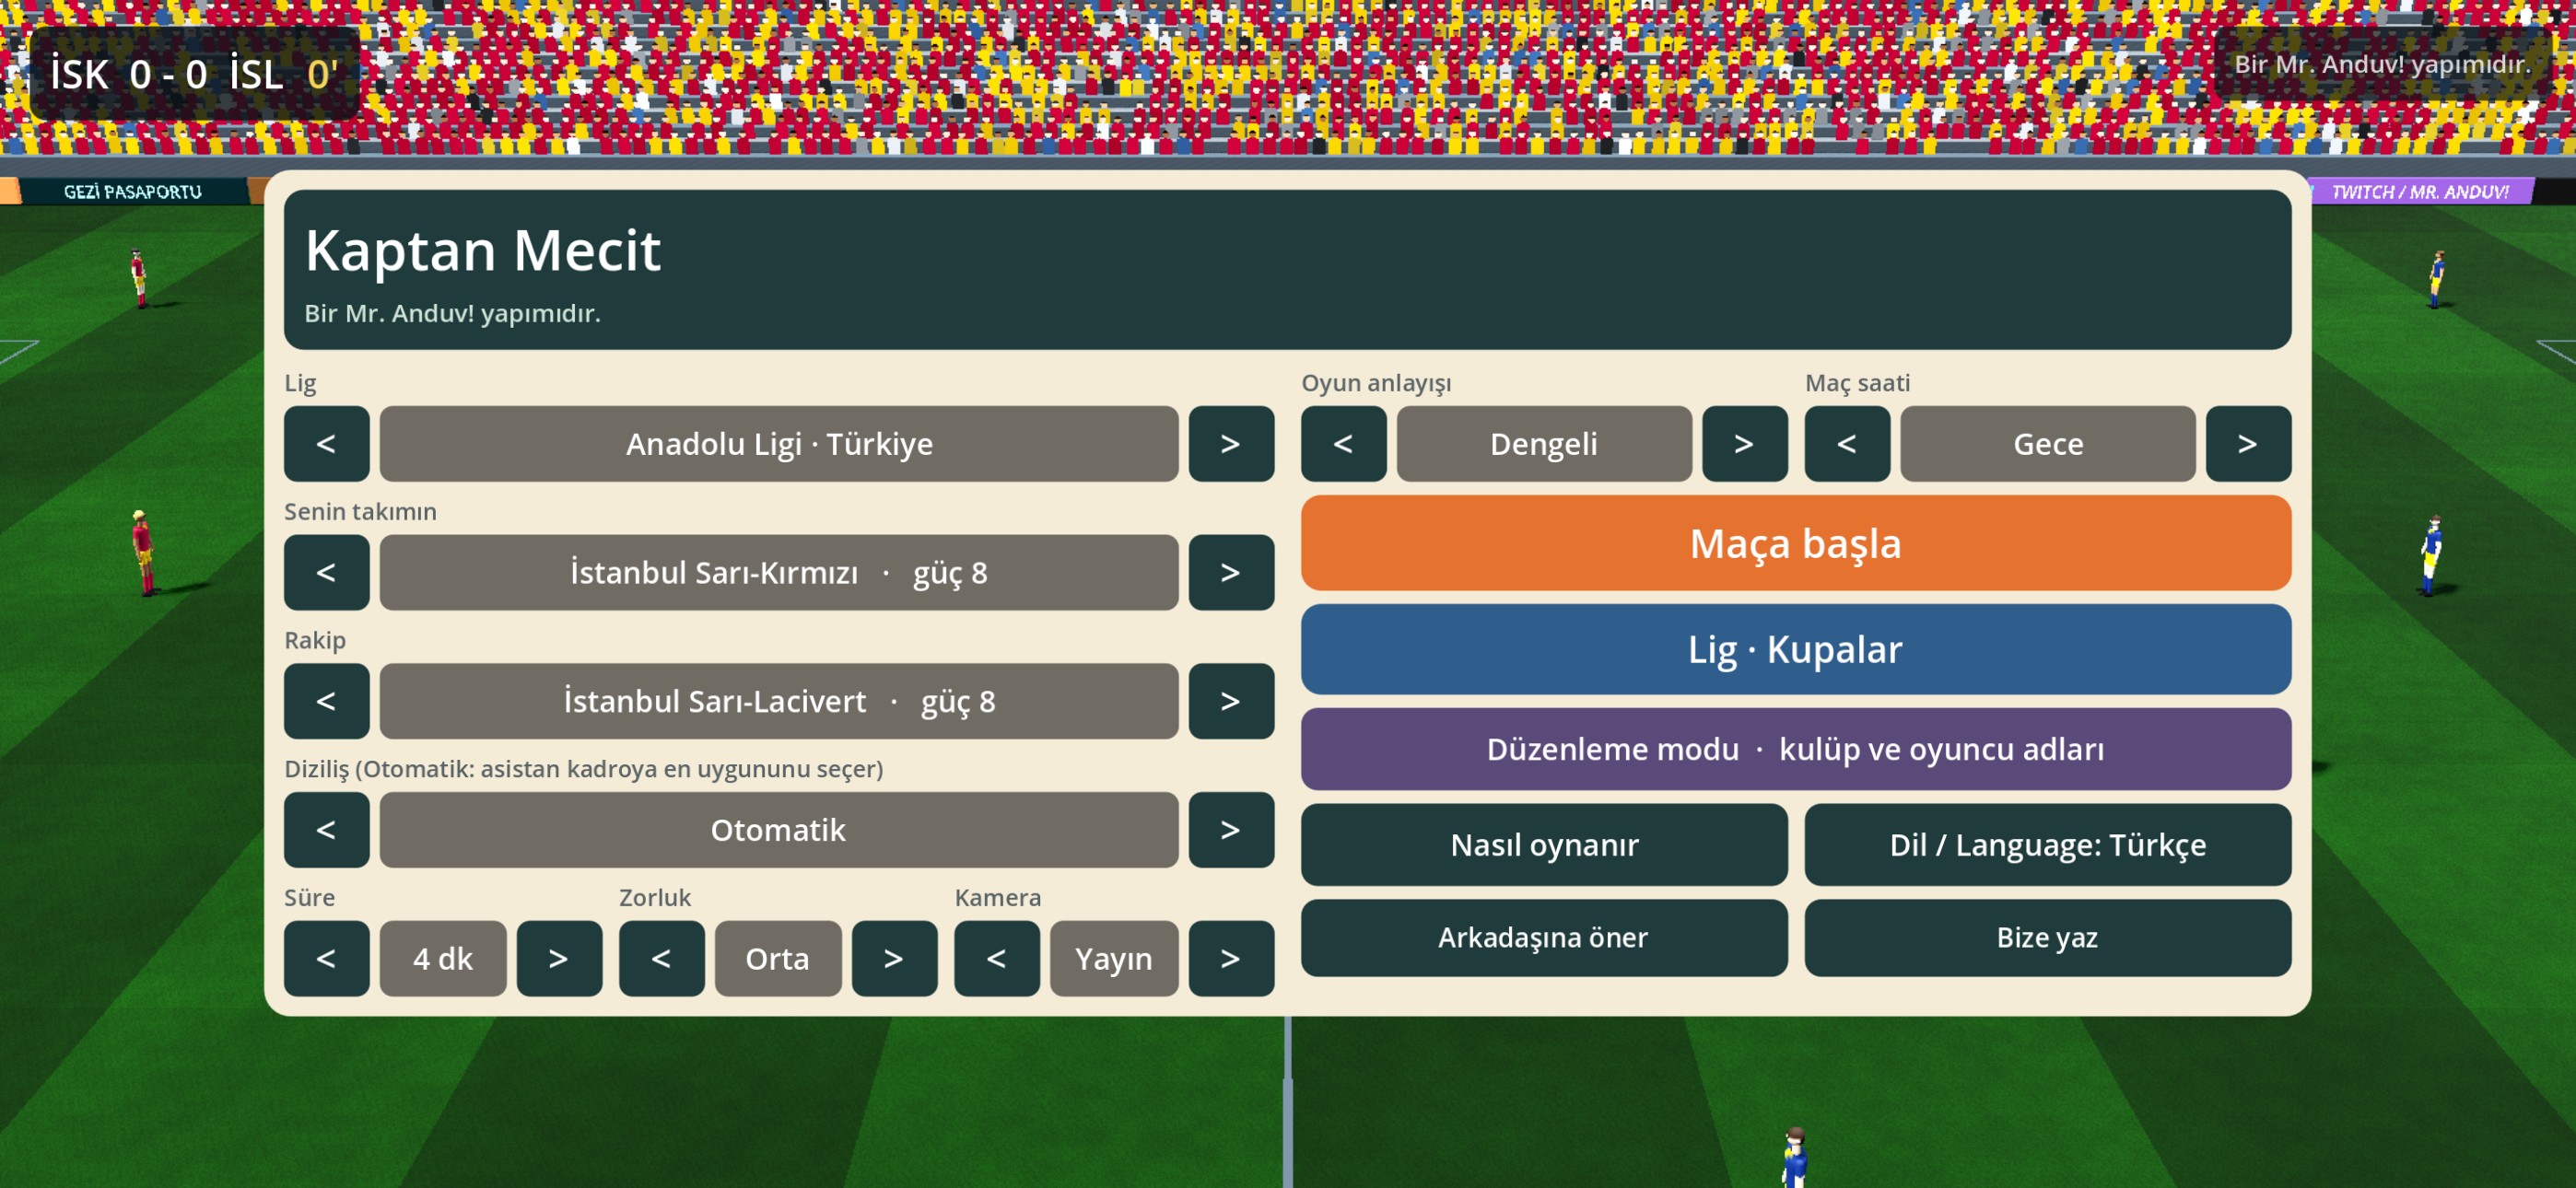 İSK 0 - 0 İSL 0'
Bir Mr. Anduv! yapımıdır.
GEZİ PASAPORTU
TWITCH / MR. ANDUV!
Kaptan Mecit
Bir Mr. Anduv! yapımıdır.
Lig
< Anadolu Ligi · Türkiye >
Senin takımın
< İstanbul Sarı-Kırmızı · güç 8 >
Rakip
< İstanbul Sarı-Lacivert · güç 8 >
Diziliş (Otomatik: asistan kadroya en uygununu seçer)
< Otomatik >
Süre Zorluk Kamera
< 4 dk > < Orta > < Yayın >
Oyun anlayışı Maç saati
< Dengeli > < Gece >
Maça başla
Lig · Kupalar
Düzenleme modu · kulüp ve oyuncu adları
Nasıl oynanır Dil / Language: Türkçe
Arkadaşına öner Bize yaz